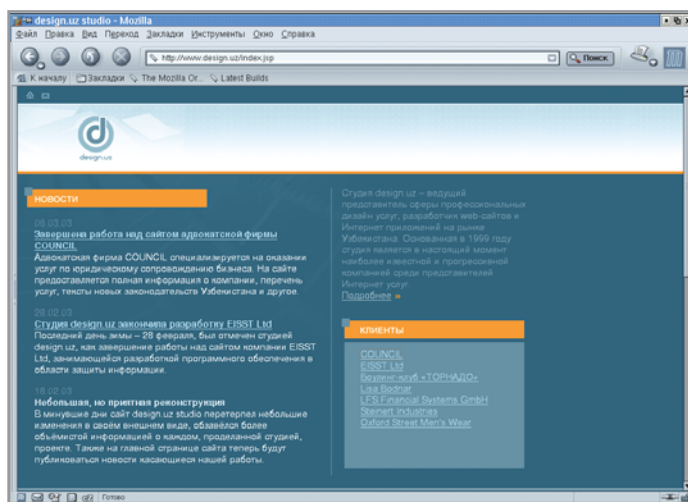 design.uz studio - Mozilla
Файл Правка Вид Переход Закладки Инструменты Окно Справка
http://www.design.uz/index.jsp
Поиск
К началу Закладки The Mozilla Or... Latest Builds
design.uz
НОВОСТИ
06.03.03
Завершена работа над сайтом адвокатской фирмы
COUNCIL
Адвокатская фирма COUNCIL специализируется на оказании
услуг по юридическому сопровождению бизнеса. На сайте
предоставляется полная информация о компании, перечень
услуг, тексты новых законодательств Узбекистана и другое.
28.02.03
Студия design.uz закончила разработку EISST Ltd
Последний день зимы – 28 февраля, был отмечен студией
design.uz, как завершение работы над сайтом компании EISST
Ltd, занимающейся разработкой программного обеспечения в
области защиты информации.
18.02.03
Небольшая, но приятная реконструкция
В минувшие дни сайт design.uz studio перетерпел небольшие
изменения в своём внешнем виде, обзавёлся более
объёмистой информацией о каждом, проделанной студией,
проекте. Также на главной странице сайта теперь будут
публиковаться новости касающиеся нашей работы.
Студия design.uz – ведущий
представитель сферы профессиональных
дизайн услуг, разработчик web-сайтов и
Интернет приложений на рынке
Узбекистана. Основанная в 1999 году
студия является в настоящий момент
наиболее известной и прогрессивной
компанией среди представителей
Интернет услуг.
Подробнее »
КЛИЕНТЫ
COUNCIL
EISST Ltd
Боулинг-клуб «ТОРНАДО»
Lisa Bodnar
LFS Financial Systems GmbH
Steinert Industries
Oxford Street Men's Wear
Готово